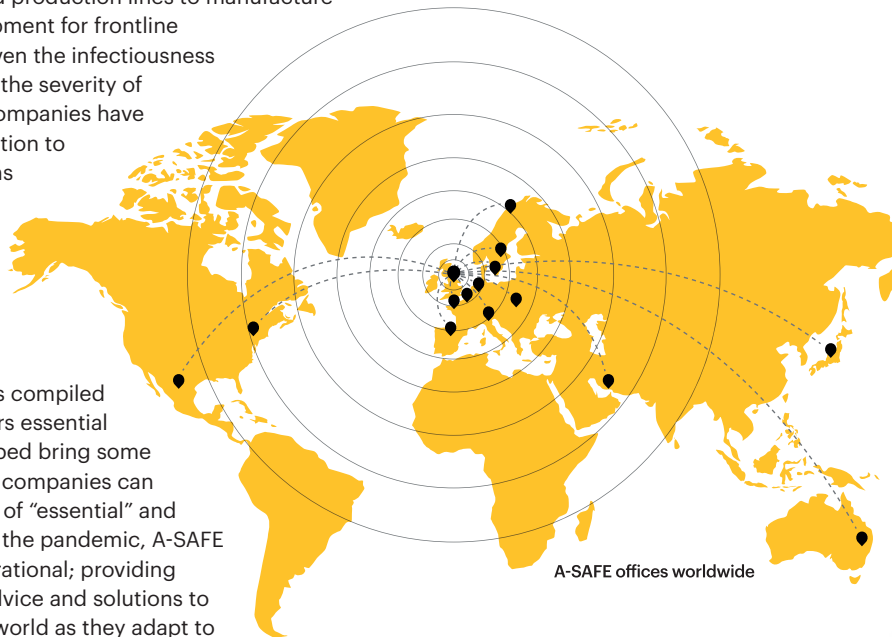 production lines to manufacture
pment for frontline
ven the infectiousness
the severity of
ompanies have
tion to
ns
s compiled
rs essential
ped bring some
companies can
of “essential” and
the pandemic, A-SAFE
rational; providing
dvice and solutions to
world as they adapt to
A-SAFE offices worldwide